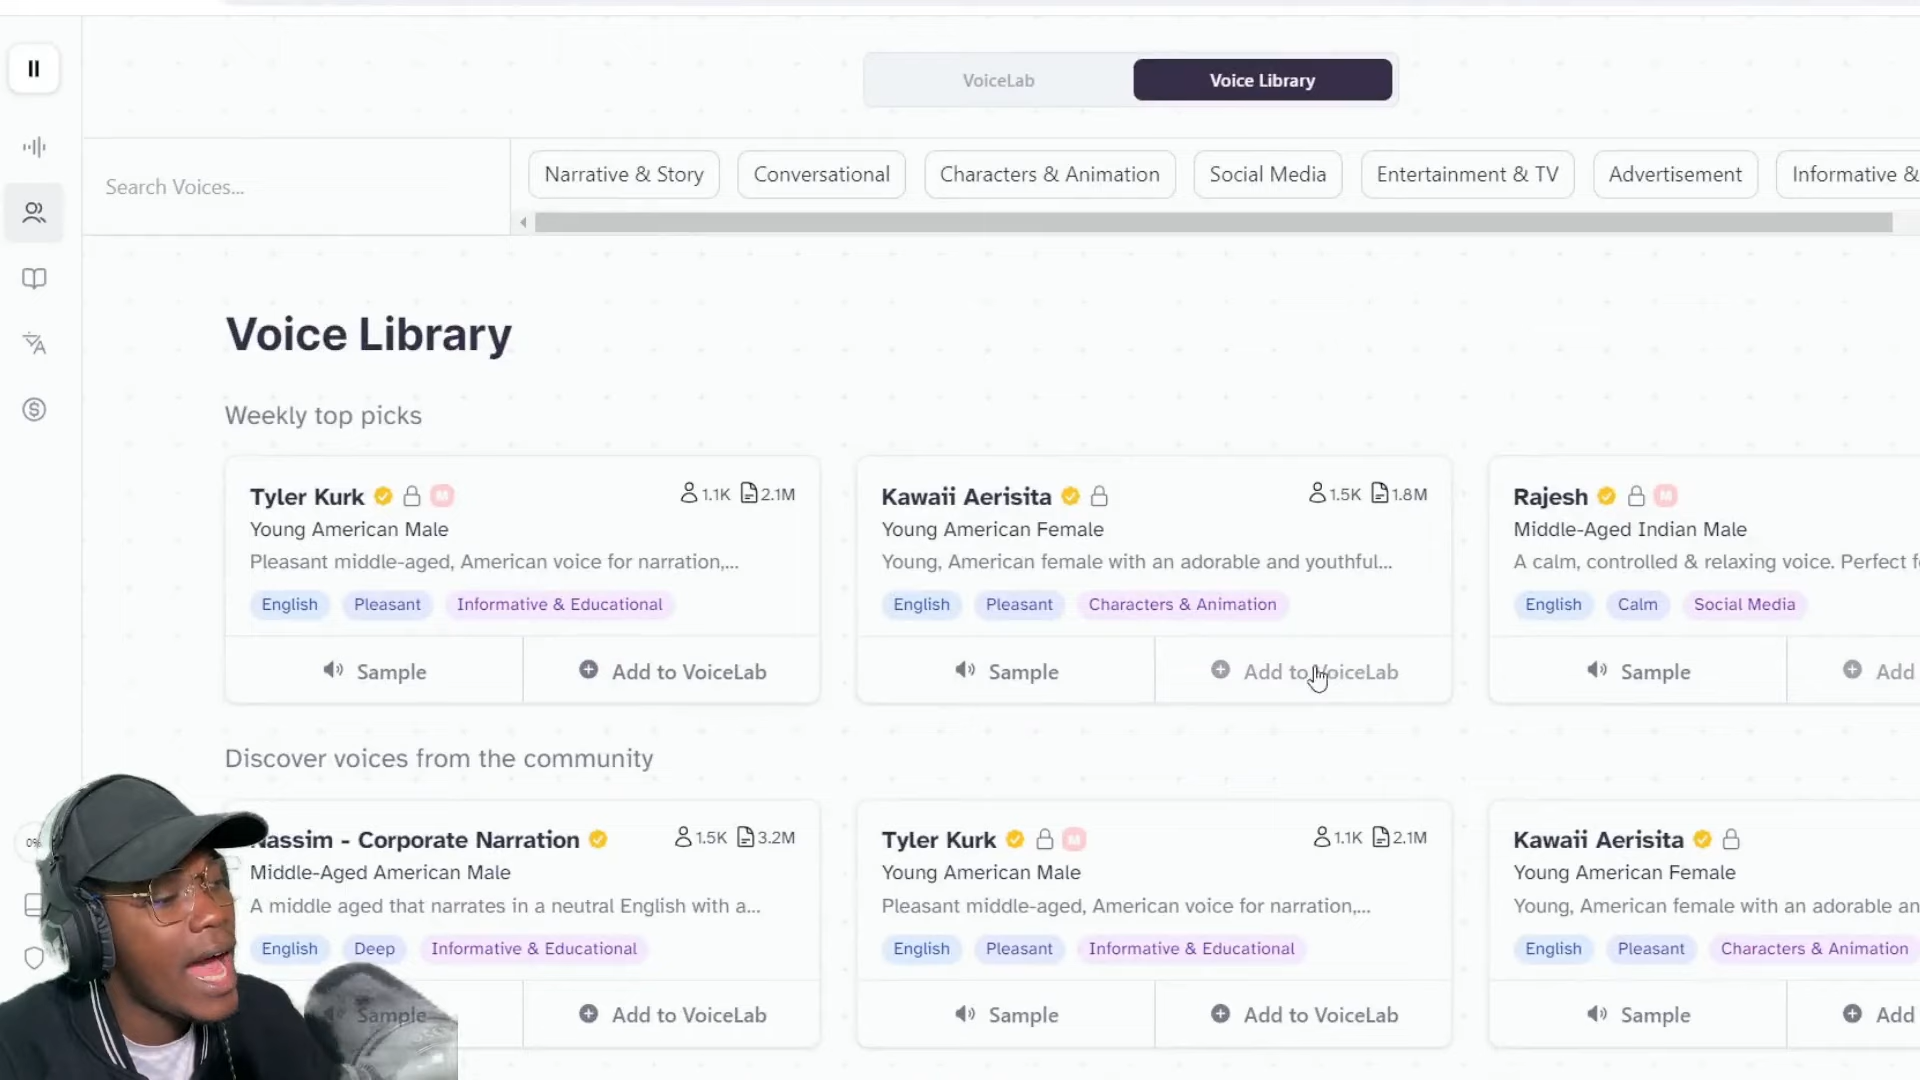 VoiceLab
Voice Library
Search Voices...
Narrative & Story
Conversational
Characters & Animation
Social Media
Entertainment & TV
Advertisement
Informative &
Voice Library
Weekly top picks
Tyler Kurk M 1.1K 2.1M
Young American Male
Pleasant middle-aged, American voice for narration,...
English Pleasant Informative & Educational
Sample Add to VoiceLab
Kawaii Aerisita 1.5K 1.8M
Young American Female
Young, American female with an adorable and youthful...
English Pleasant Characters & Animation
Sample Add to VoiceLab
Rajesh M
Middle-Aged Indian Male
A calm, controlled & relaxing voice. Perfect f
English Calm Social Media
Sample Add
Discover voices from the community
Nassim - Corporate Narration 1.5K 3.2M
Middle-Aged American Male
A middle aged that narrates in a neutral English with a...
English Deep Informative & Educational
Sample Add to VoiceLab
Tyler Kurk M 1.1K 2.1M
Young American Male
Pleasant middle-aged, American voice for narration,...
English Pleasant Informative & Educational
Sample Add to VoiceLab
Kawaii Aerisita
Young American Female
Young, American female with an adorable an
English Pleasant Characters & Animation
Sample Add
0%